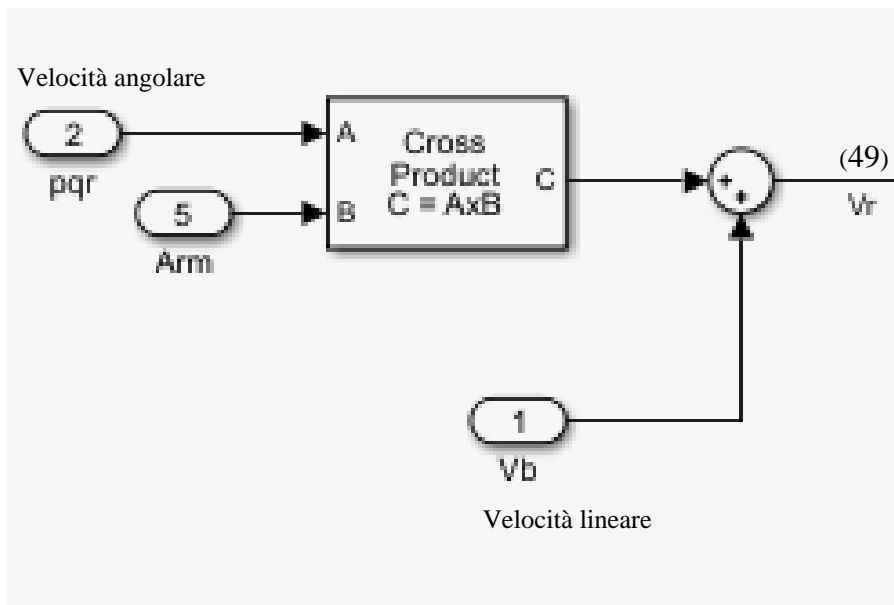 Velocità angolare
2
pqr
5
Arm
A
B
Cross
Product
C = AxB
C
+
+
(49)
Vr
1
Vb
Velocità lineare